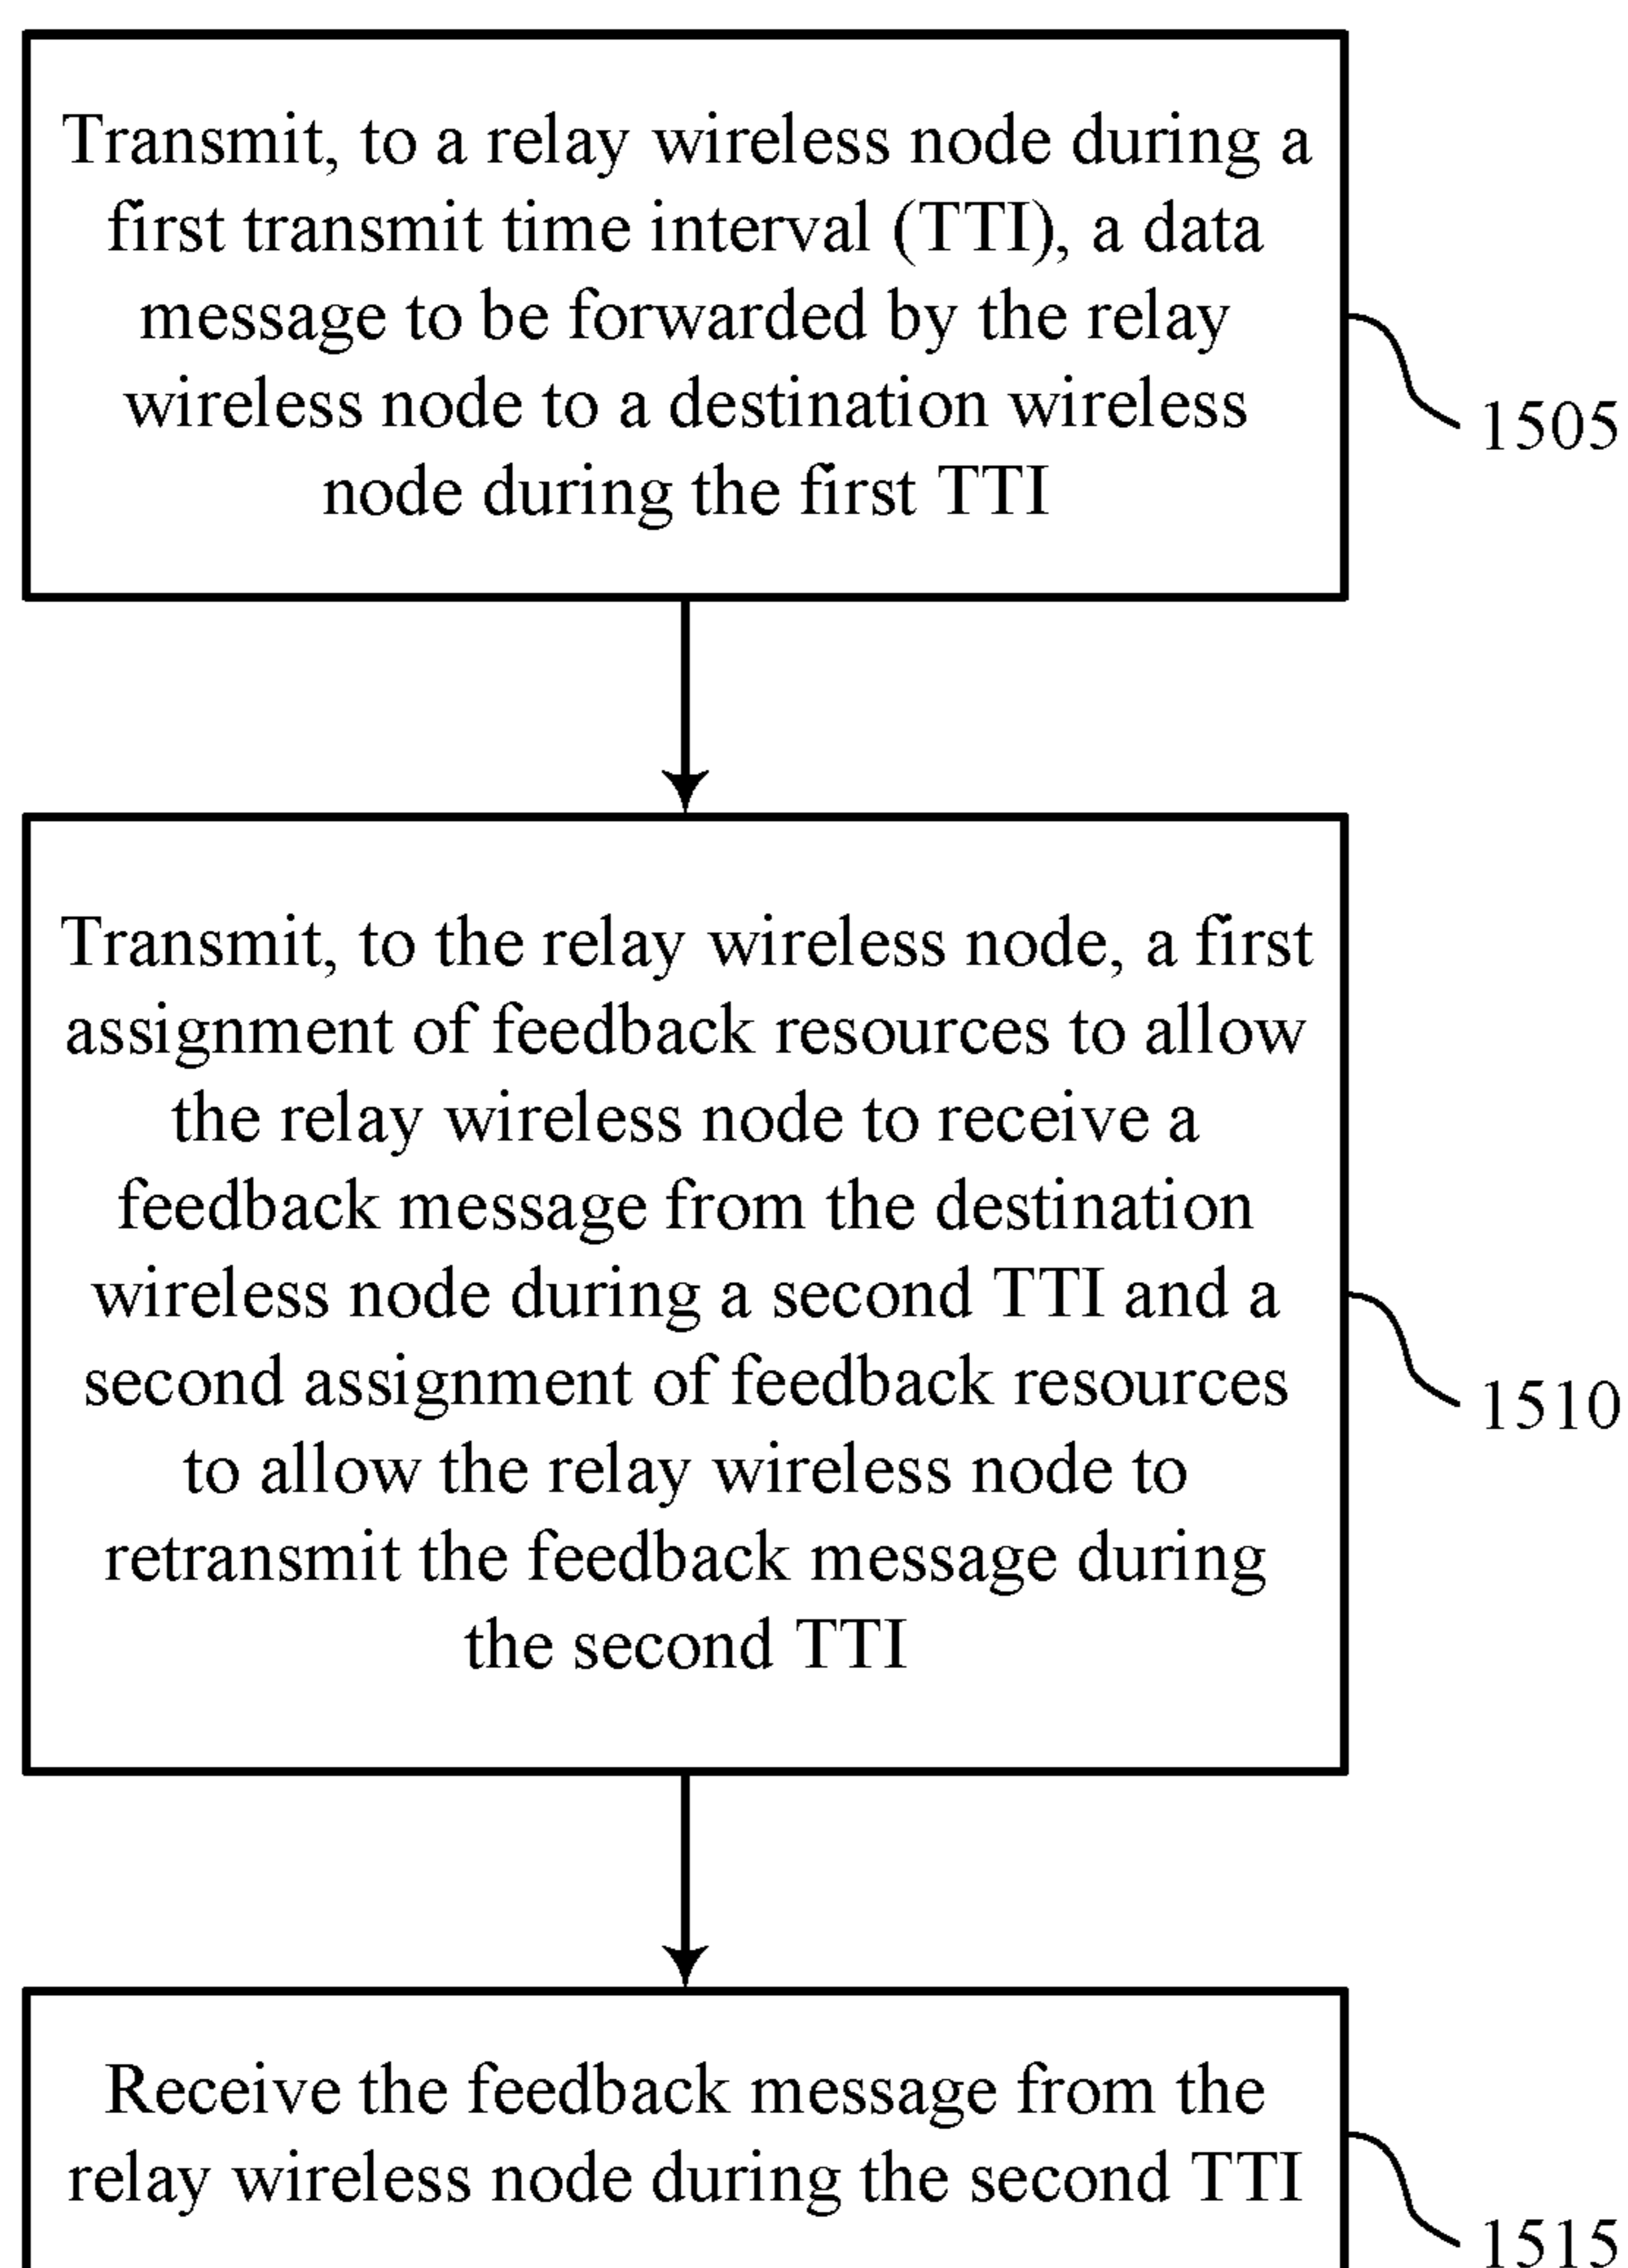 Transmit, to a relay wireless node during a
first transmit time interval (TTI), a data
message to be forwarded by the relay
wireless node to a destination wireless
node during the first TTI
1505
Transmit, to the relay wireless node, a first
assignment of feedback resources to allow
the relay wireless node to receive a
feedback message from the destination
wireless node during a second TTI and a
second assignment of feedback resources
to allow the relay wireless node to
retransmit the feedback message during
the second TTI
1510
Receive the feedback message from the
relay wireless node during the second TTI
1515